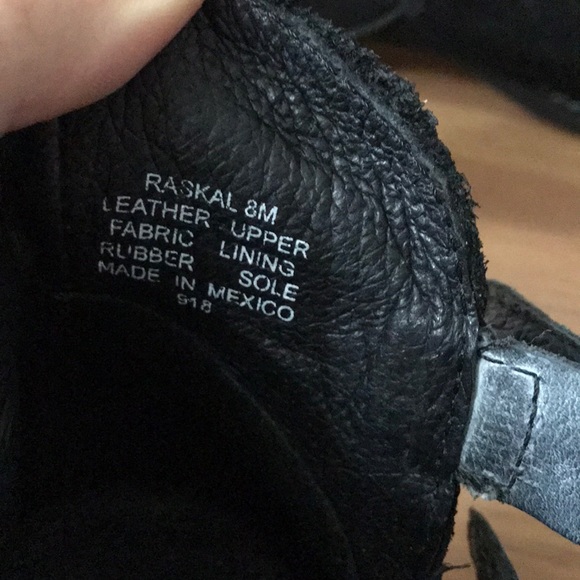 RASKAL 8M
LEATHER UPPER
FABRIC LINING
RUBBER SOLE
MADE IN MEXICO
918